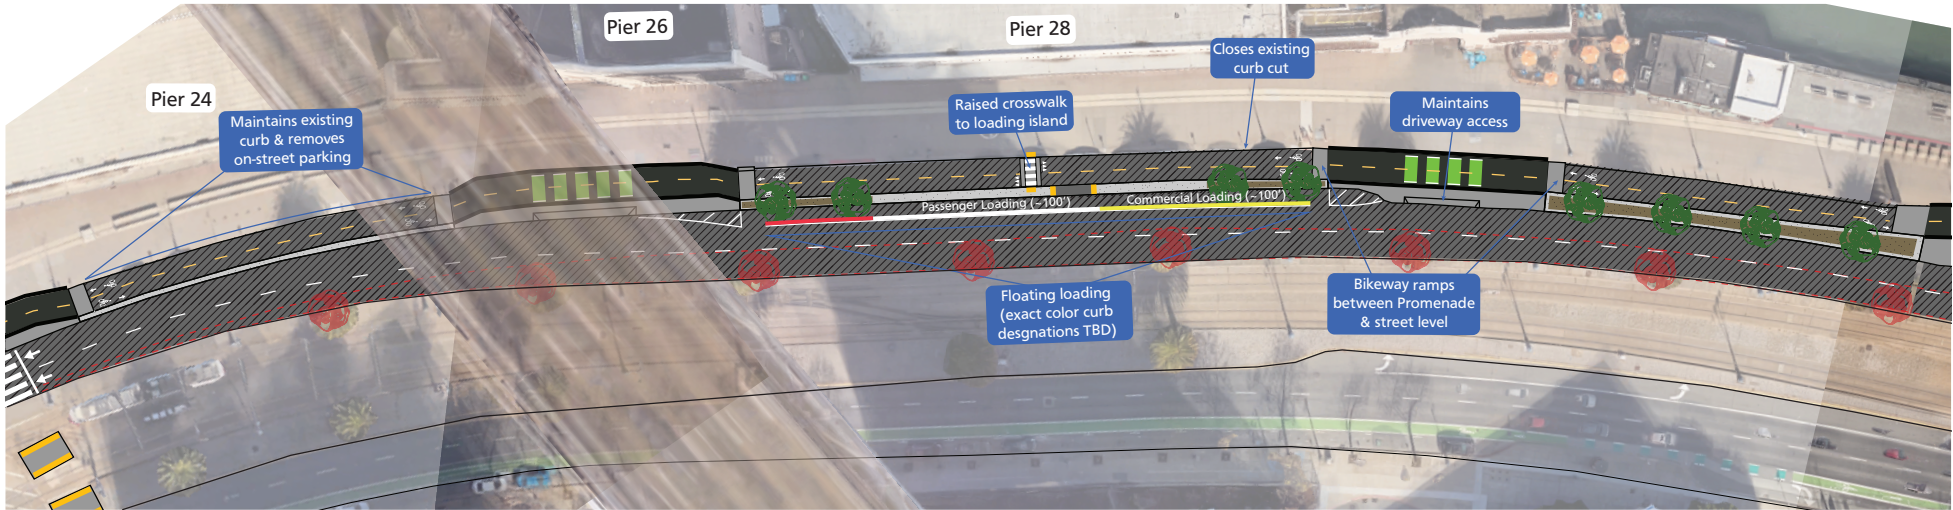 Pier 26
Pier 28
Pier 24
Closes existing
curb cut
Maintains existing
curb & removes
on-street parking
Raised crosswalk
to loading island
Maintains
driveway access
Passenger Loading (~100')
Commercial Loading (~100')
Floating loading
(exact color curb
desgnations TBD)
Bikeway ramps
between Promenade
& street level